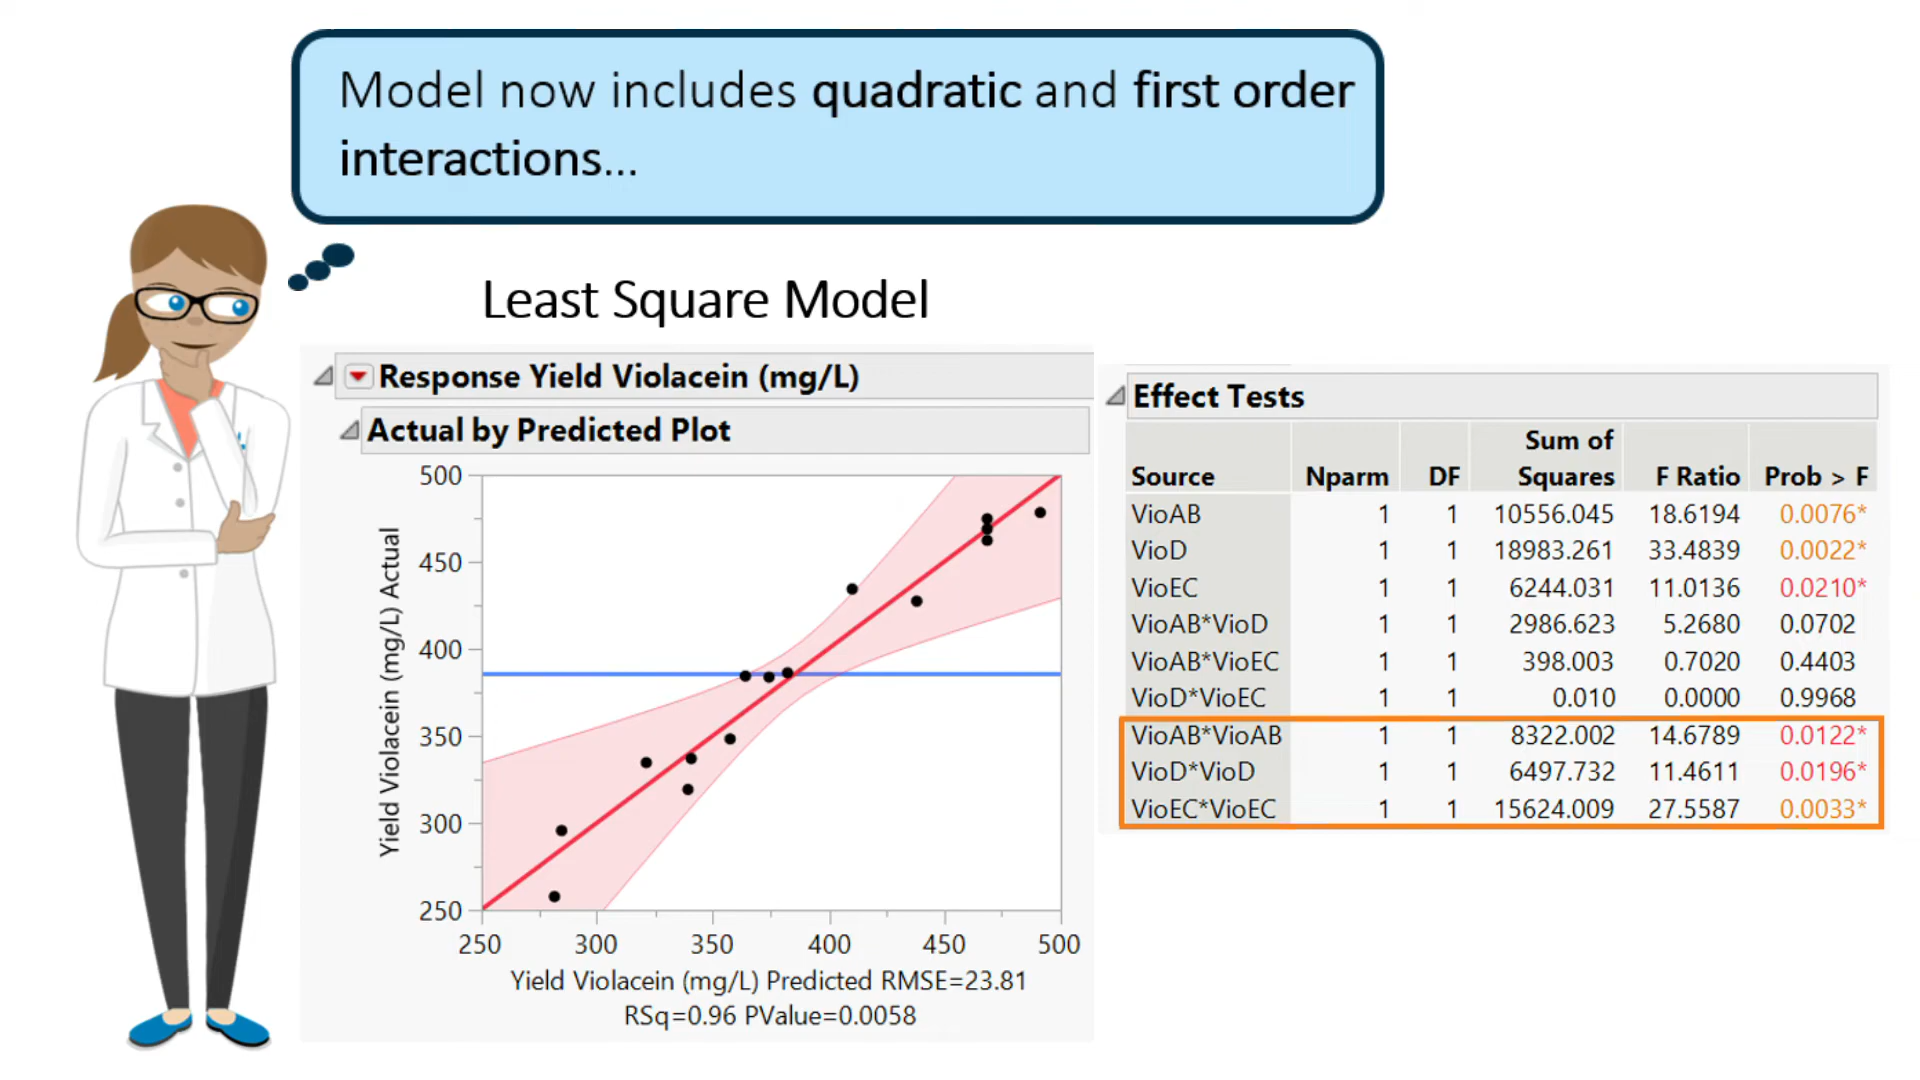 Model now includes quadratic and first order
interactions...
Least Square Model
Response Yield Violacein (mg/L)
Actual by Predicted Plot
Yield Violacein (mg/L) Actual
500
450
400
350
300
250
250 300 350 400 450 500
Yield Violacein (mg/L) Predicted RMSE=23.81
RSq=0.96 PValue=0.0058
Effect Tests
Sum of
Source Nparm DF Squares F Ratio Prob > F
VioAB 1 1 10556.045 18.6194 0.0076*
VioD 1 1 18983.261 33.4839 0.0022*
VioEC 1 1 6244.031 11.0136 0.0210*
VioAB*VioD 1 1 2986.623 5.2680 0.0702
VioAB*VioEC 1 1 398.003 0.7020 0.4403
VioD*VioEC 1 1 0.010 0.0000 0.9968
VioAB*VioAB 1 1 8322.002 14.6789 0.0122*
VioD*VioD 1 1 6497.732 11.4611 0.0196*
VioEC*VioEC 1 1 15624.009 27.5587 0.0033*